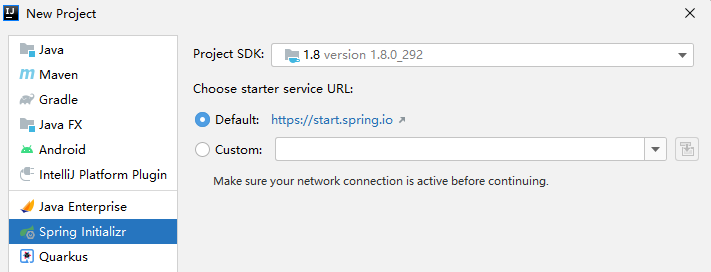 IJ New Project
Java
Maven
Gradle
Java FX
Android
IntelliJ Platform Plugin
Java Enterprise
Spring Initializr
Quarkus
Project SDK: 1.8 version 1.8.0_292
Choose starter service URL:
Default: https://start.spring.io
Custom:
Make sure your network connection is active before continuing.